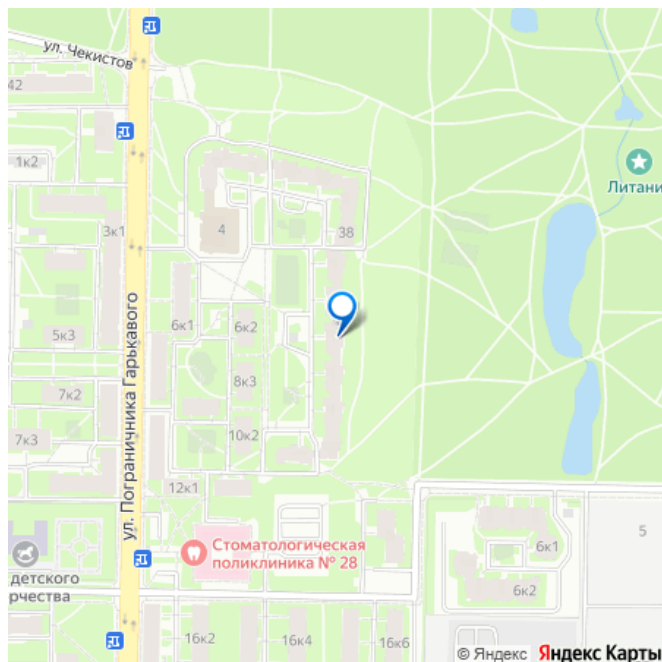 ул. Чекистов
42
1к2
Литани
4
38
3к1
ул. Пограничника Гарькавого
6к1
6к2
5к3
8к3
7к2
10к2
7к3
12к1
5
Стоматологическая
поликлиника № 28
6к1
детского
рчества
6к2
16к2
16к4
16к6
© Яндекс Яндекс Карты